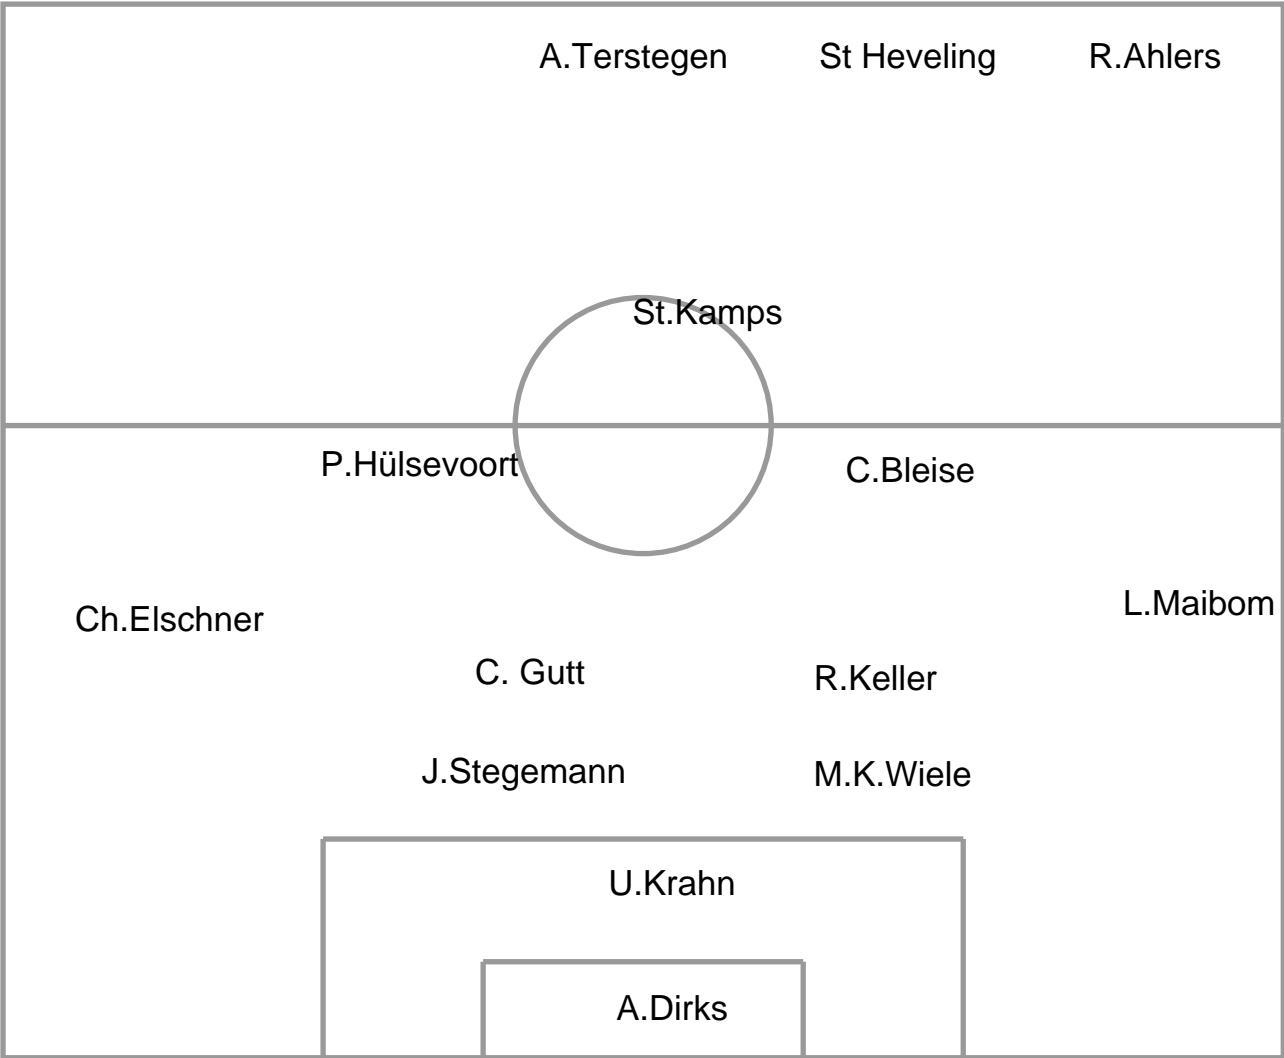 A.Terstegen St Heveling R.Ahlers
St.Kamps
P.Hülsevoort C.Bleise
Ch.Elschner L.Maibom
C. Gutt R.Keller
J.Stegemann M.K.Wiele
U.Krahn
A.Dirks